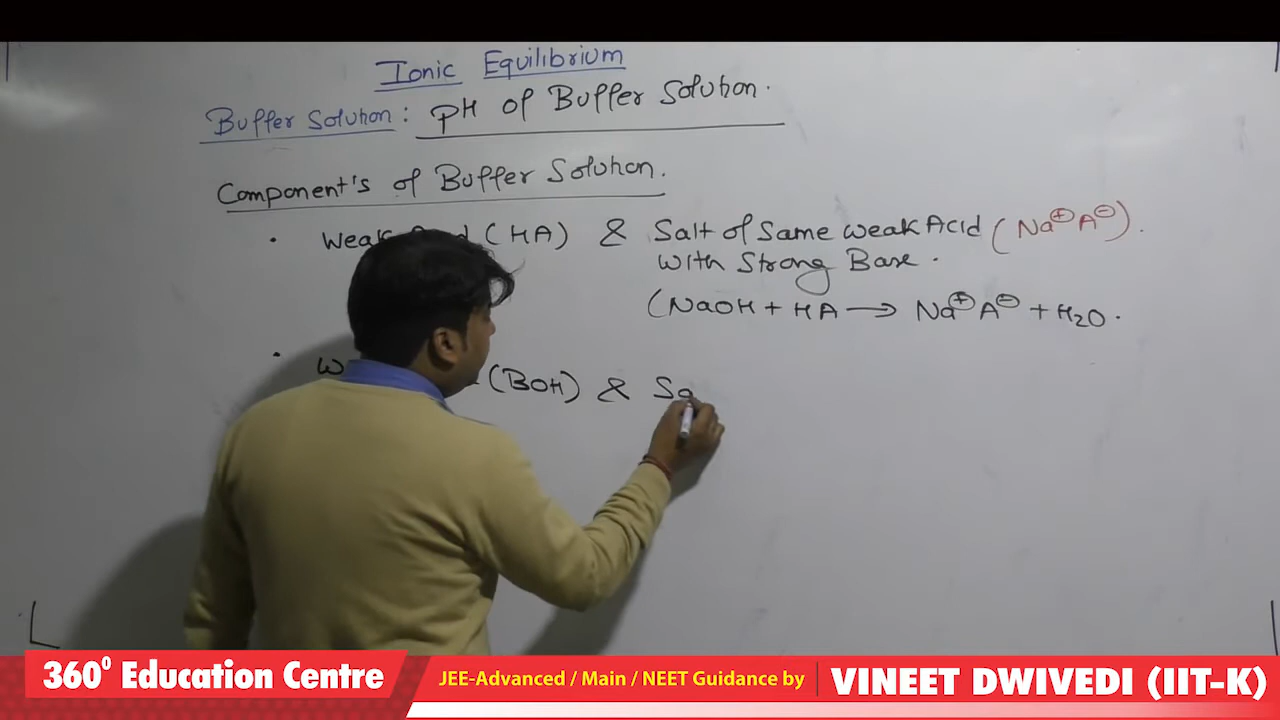 Ionic Equilibrium
Buffer Solution : pH of Buffer Solution.
Component's of Buffer Solution.
• Weak (HA) & Salt of Same weak Acid (Na⊕A⊖).
with Strong Base.
(NaOH + HA → Na⊕A⊖ + H2O.
• (BOH) & Sa
360⁰ Education Centre
JEE-Advanced / Main / NEET Guidance by
VINEET DWIVEDI (IIT-K)